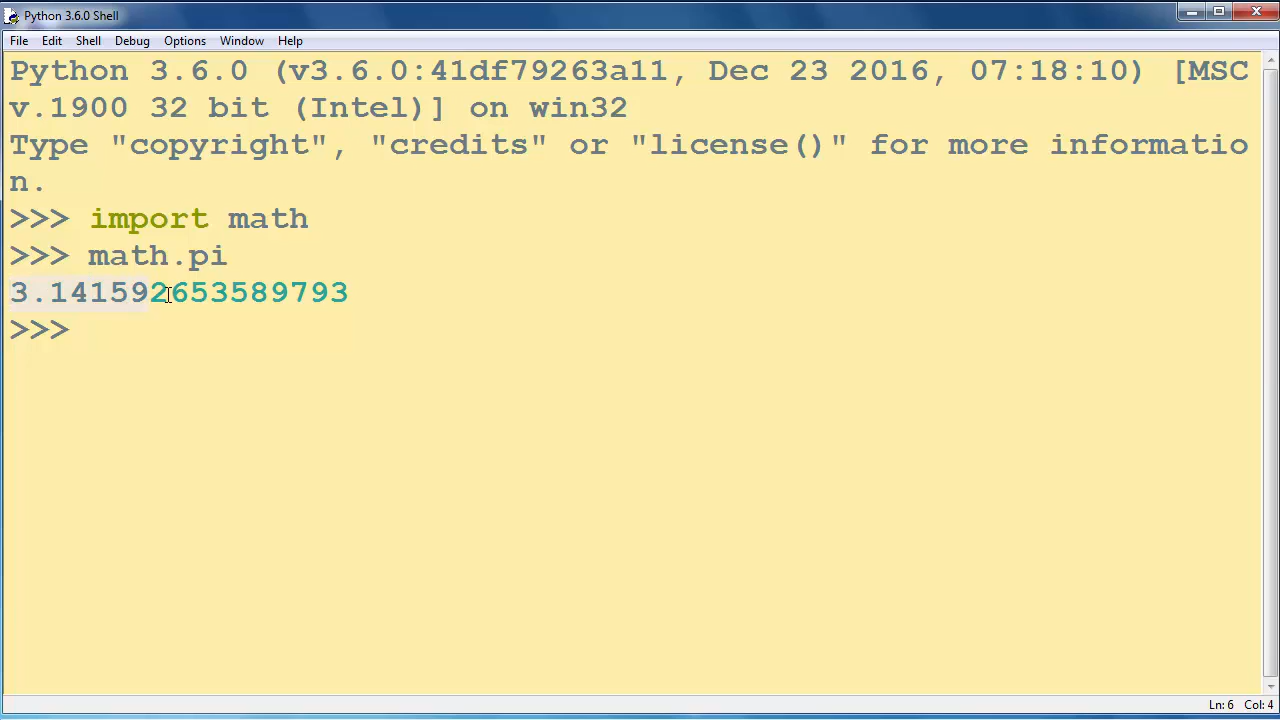 Python 3.6.0 Shell
File Edit Shell Debug Options Window Help
Python 3.6.0 (v3.6.0:41df79263a11, Dec 23 2016, 07:18:10) [MSC
v.1900 32 bit (Intel)] on win32
Type "copyright", "credits" or "license()" for more informatio
n.
>>> import math
>>> math.pi
3.141592653589793
>>>
Ln: 6 Col: 4